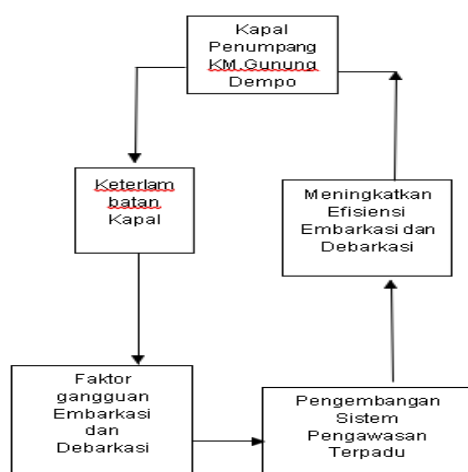 Kapal
Penumpang
KM.Gunung
Dempo
Keterlam
batan
Kapal
Meningkatkan
Efisiensi
Embarkasi dan
Debarkasi
Faktor
gangguan
Embarkasi
dan
Debarkasi
Pengembangan
Sistem
Pengawasan
Terpadu